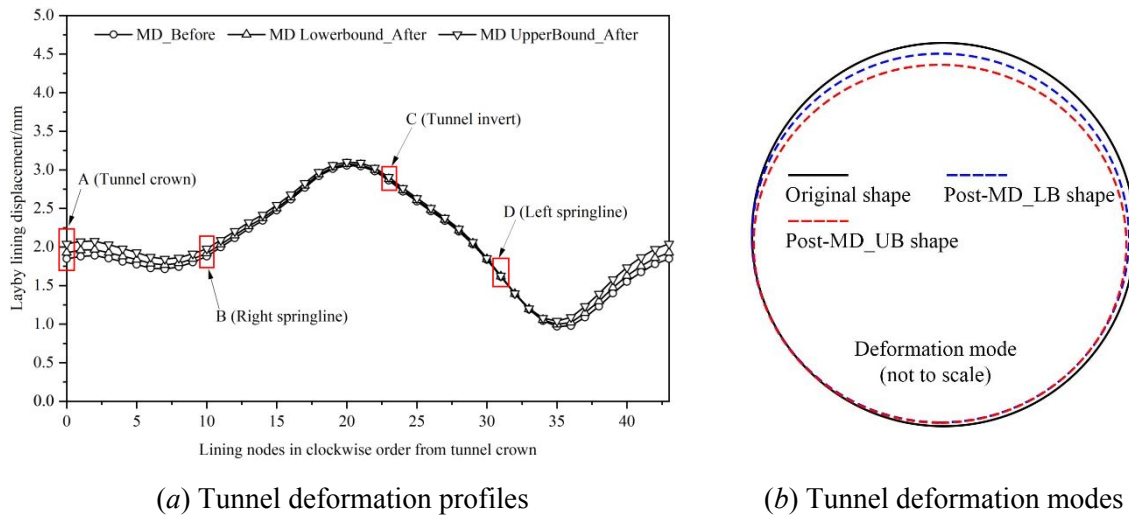 5.0
4.5
4.0
3.5
3.0
2.5
2.0
1.5
1.0
0.5
0.0
Layby lining displacement/mm
MD_Before
MD Lowerbound_After
MD UpperBound_After
A (Tunnel crown)
B (Right springline)
C (Tunnel invert)
D (Left springline)
0 5 10 15 20 25 30 35 40
Lining nodes in clockwise order from tunnel crown
(a) Tunnel deformation profiles
Original shape
Post-MD_LB shape
Post-MD_UB shape
Deformation mode
(not to scale)
(b) Tunnel deformation modes